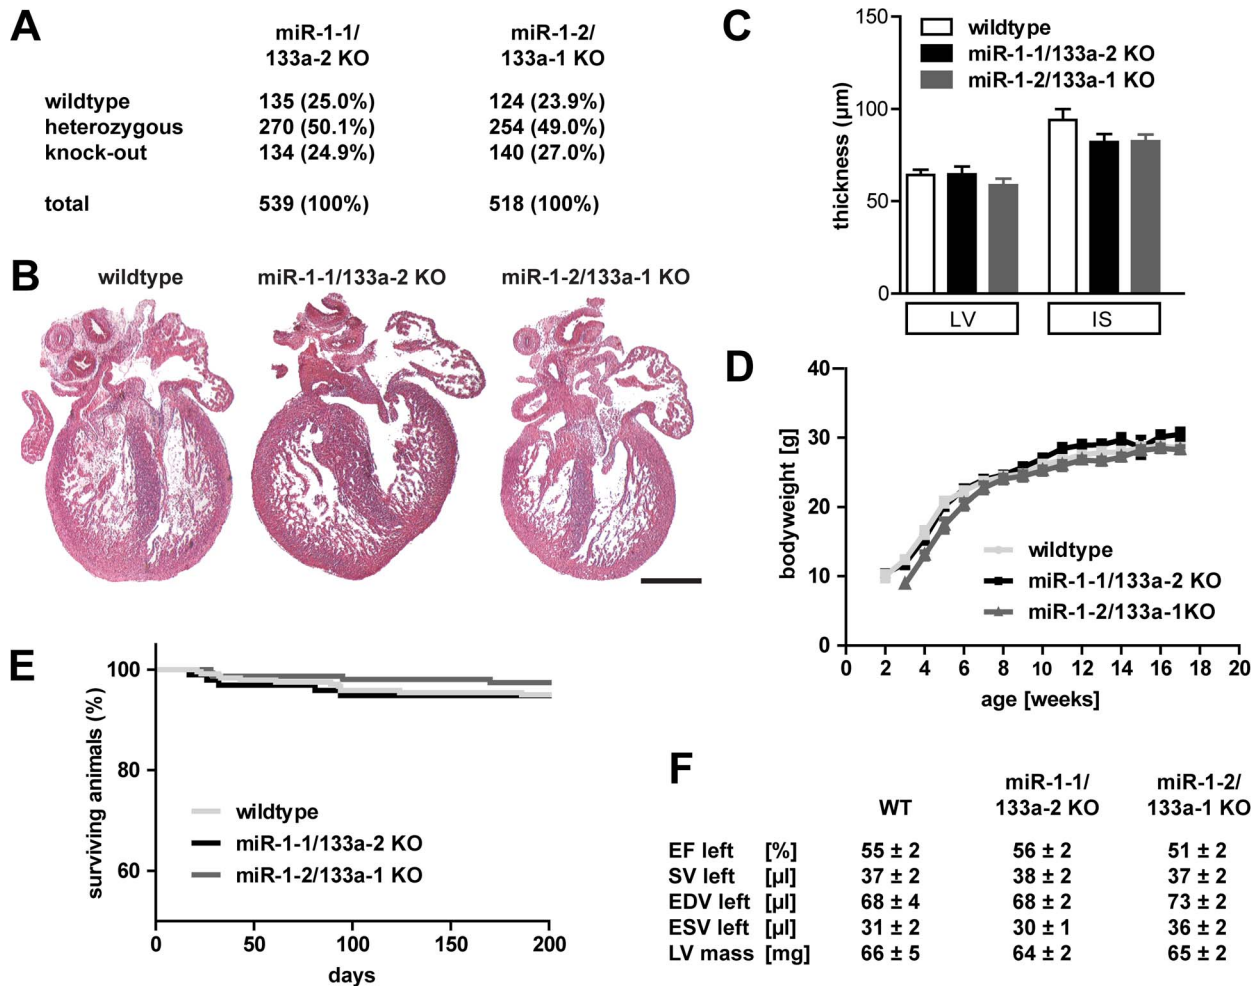 A
miR-1-1/ miR-1-2/
133a-2 KO 133a-1 KO
wildtype 135 (25.0%) 124 (23.9%)
heterozygous 270 (50.1%) 254 (49.0%)
knock-out 134 (24.9%) 140 (27.0%)
total 539 (100%) 518 (100%)
B
wildtype miR-1-1/133a-2 KO miR-1-2/133a-1 KO
C
wildtype
miR-1-1/133a-2 KO
miR-1-2/133a-1 KO
thickness (µm)
150
100
50
0
LV IS
D
bodyweight [g]
40
30
20
10
0
wildtype
miR-1-1/133a-2 KO
miR-1-2/133a-1KO
0 2 4 6 8 10 12 14 16 18 20
age [weeks]
E
surviving animals (%)
100
80
60
wildtype
miR-1-1/133a-2 KO
miR-1-2/133a-1 KO
0 50 100 150 200
days
F
miR-1-1/ miR-1-2/
WT 133a-2 KO 133a-1 KO
EF left [%] 55 ± 2 56 ± 2 51 ± 2
SV left [µl] 37 ± 2 38 ± 2 37 ± 2
EDV left [µl] 68 ± 4 68 ± 2 73 ± 2
ESV left [µl] 31 ± 2 30 ± 1 36 ± 2
LV mass [mg] 66 ± 5 64 ± 2 65 ± 2